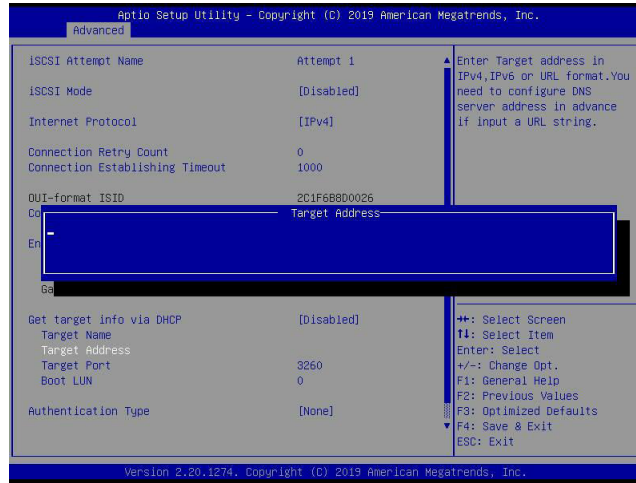 Aptio Setup Utility – Copyright (C) 2019 American Megatrends, Inc.
Advanced
iSCSI Attempt Name Attempt 1
iSCSI Mode [Disabled]
Internet Protocol [IPv4]
Connection Retry Count 0
Connection Establishing Timeout 1000
OUI-format ISID 2C1F6B8D0026
Co
En
Ga
Target Address
Get target info via DHCP [Disabled]
Target Name
Target Address
Target Port 3260
Boot LUN 0
Authentication Type [None]
Enter Target address in
IPv4,IPv6 or URL format.You
need to configure DNS
server address in advance
if input a URL string.
→←: Select Screen
↑↓: Select Item
Enter: Select
+/-: Change Opt.
F1: General Help
F2: Previous Values
F3: Optimized Defaults
F4: Save & Exit
ESC: Exit
Version 2.20.1274. Copyright (C) 2019 American Megatrends, Inc.